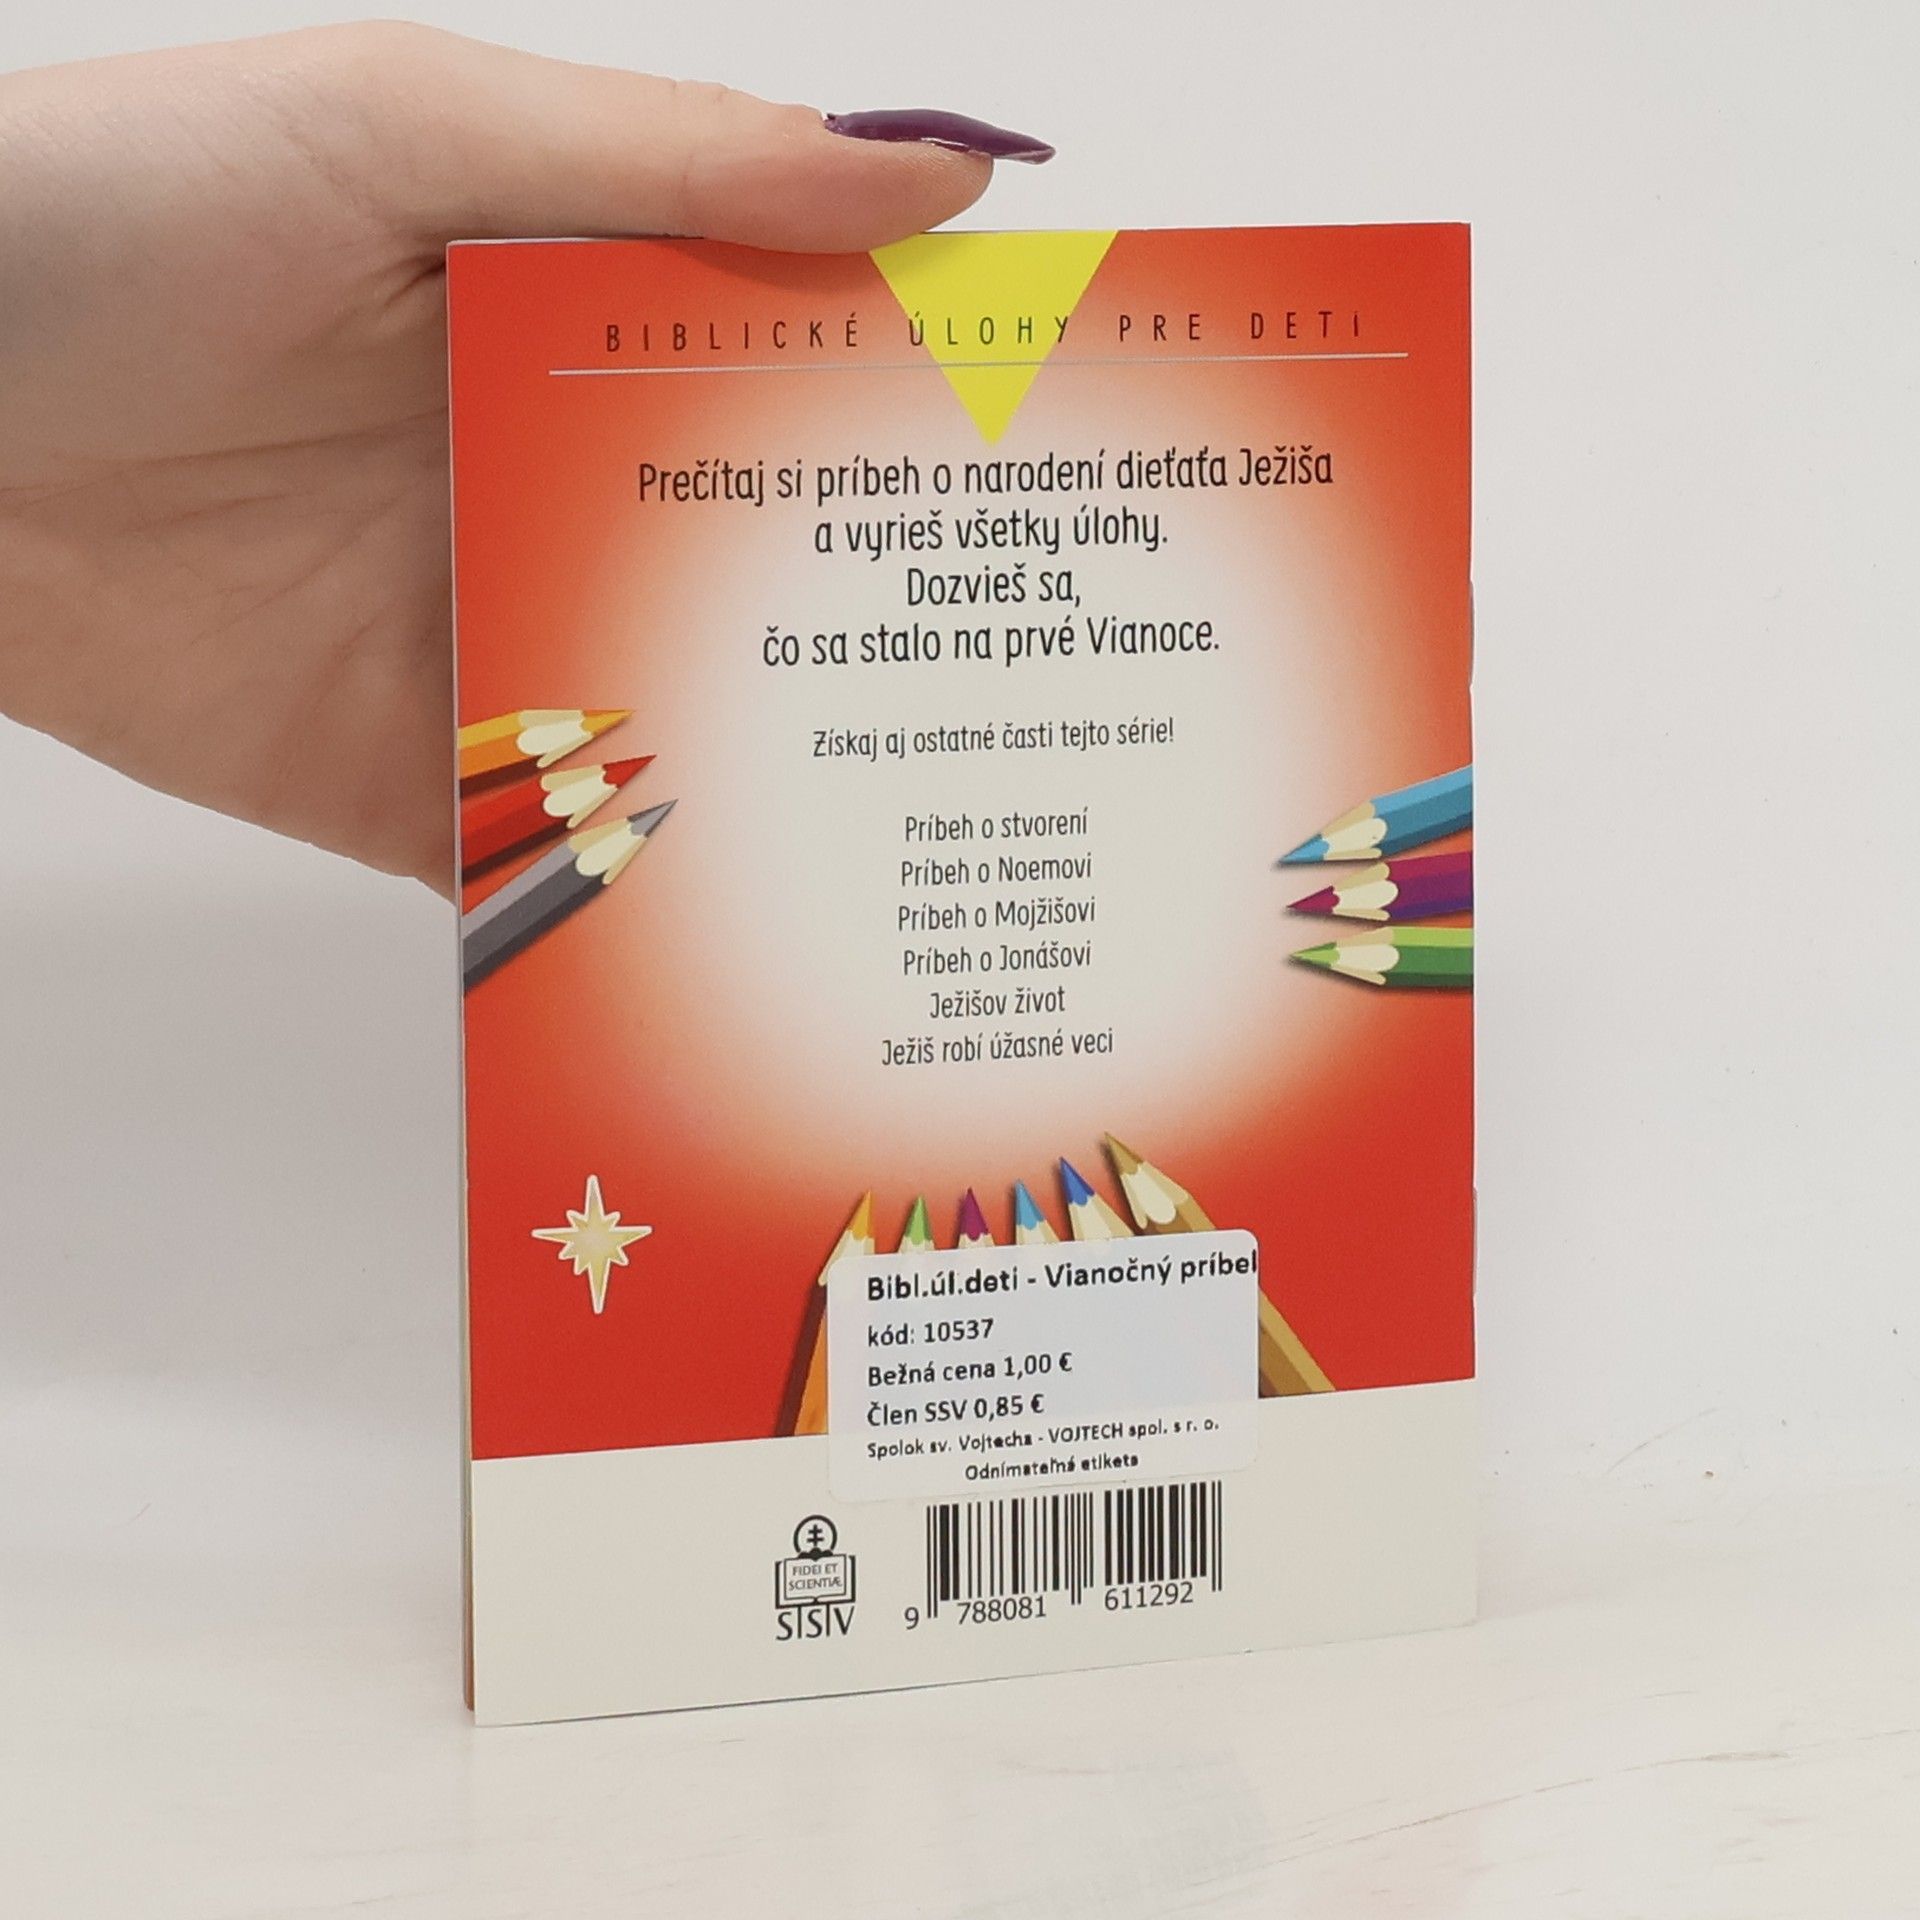 BIBLICKÉ ÚLOHY PRE DETI
Prečítaj si príbeh o narodení dieťaťa Ježiša
a vyrieš všetky úlohy.
Dozvieš sa,
čo sa stalo na prvé Vianoce.
Získaj aj ostatné časti tejto série!
Príbeh o stvorení
Príbeh o Noemovi
Príbeh o Mojžišovi
Príbeh o Jonášovi
Ježišov život
Ježiš robí úžasné veci
Bibl.úl.deti - Vianočný príbeh
kód: 10537
Bežná cena 1,00 €
Člen SSV 0,85 €
Spolok sv. Vojtecha - VOJTECH spol. s r. o.
Odnímateľná etiketa
FIDEI ET
SCIENTIÆ
SSV
9 788081 611292